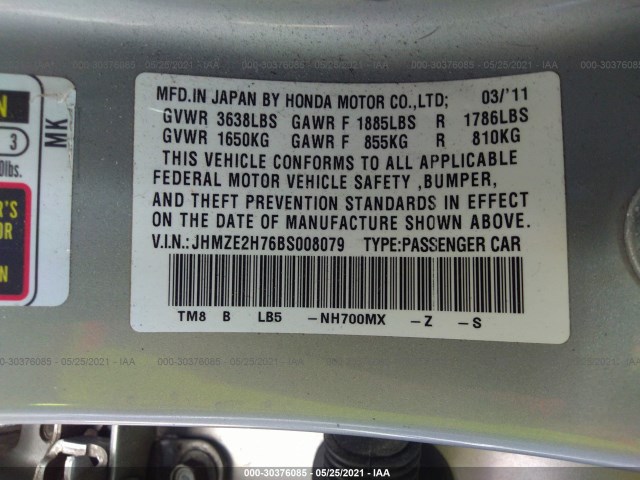 MFD.IN JAPAN BY HONDA MOTOR CO.,LTD; 03/'11
GVWR 3638LBS GAWR F 1885LBS R 1786LBS
GVWR 1650KG GAWR F 855KG R 810KG
THIS VEHICLE CONFORMS TO ALL APPLICABLE
FEDERAL MOTOR VEHICLE SAFETY ,BUMPER,
AND THEFT PREVENTION STANDARDS IN EFFECT
ON THE DATE OF MANUFACTURE SHOWN ABOVE.
V.I.N.:JHMZE2H76BS008079 TYPE:PASSENGER CAR
TM8 B LB5 -NH700MX -Z -S
3
MK
lbs.
000-30376085 - 05/25/2021 - IAA